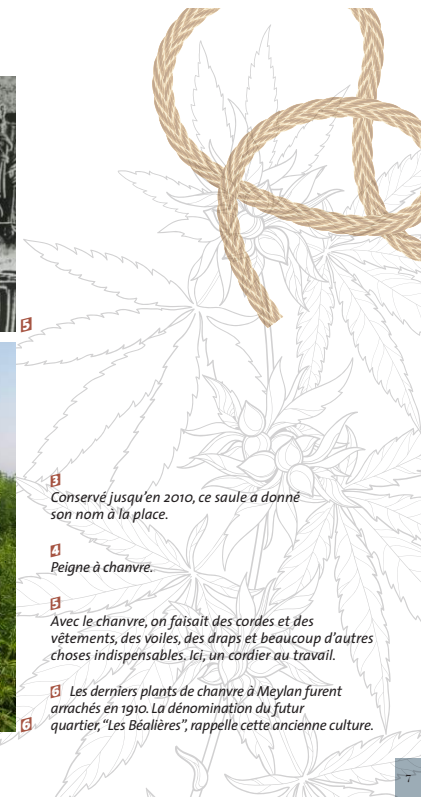 5
3
Conservé jusqu'en 2010, ce saule a donné
son nom à la place.
4
Peigne à chanvre.
5
Avec le chanvre, on faisait des cordes et des
vêtements, des voiles, des draps et beaucoup d'autres
choses indispensables. Ici, un cordier au travail.
6 Les derniers plants de chanvre à Meylan furent
arrachés en 1910. La dénomination du futur
quartier, “Les Béalières”, rappelle cette ancienne culture.
6
7